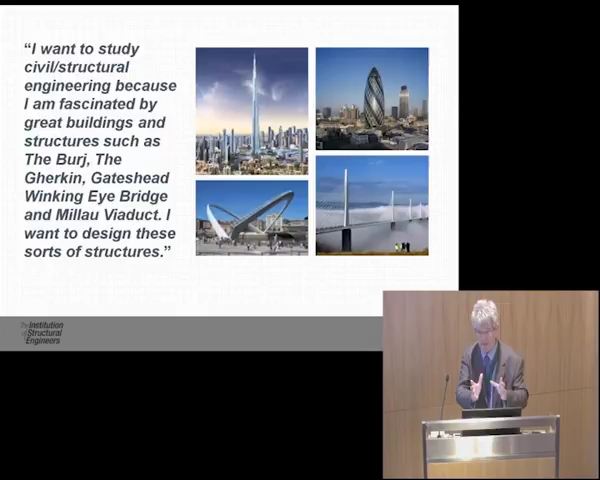 “I want to study
civil/structural
engineering because
I am fascinated by
great buildings and
structures such as
The Burj, The
Gherkin, Gateshead
Winking Eye Bridge
and Millau Viaduct. I
want to design these
sorts of structures.”
The Institution
of Structural
Engineers